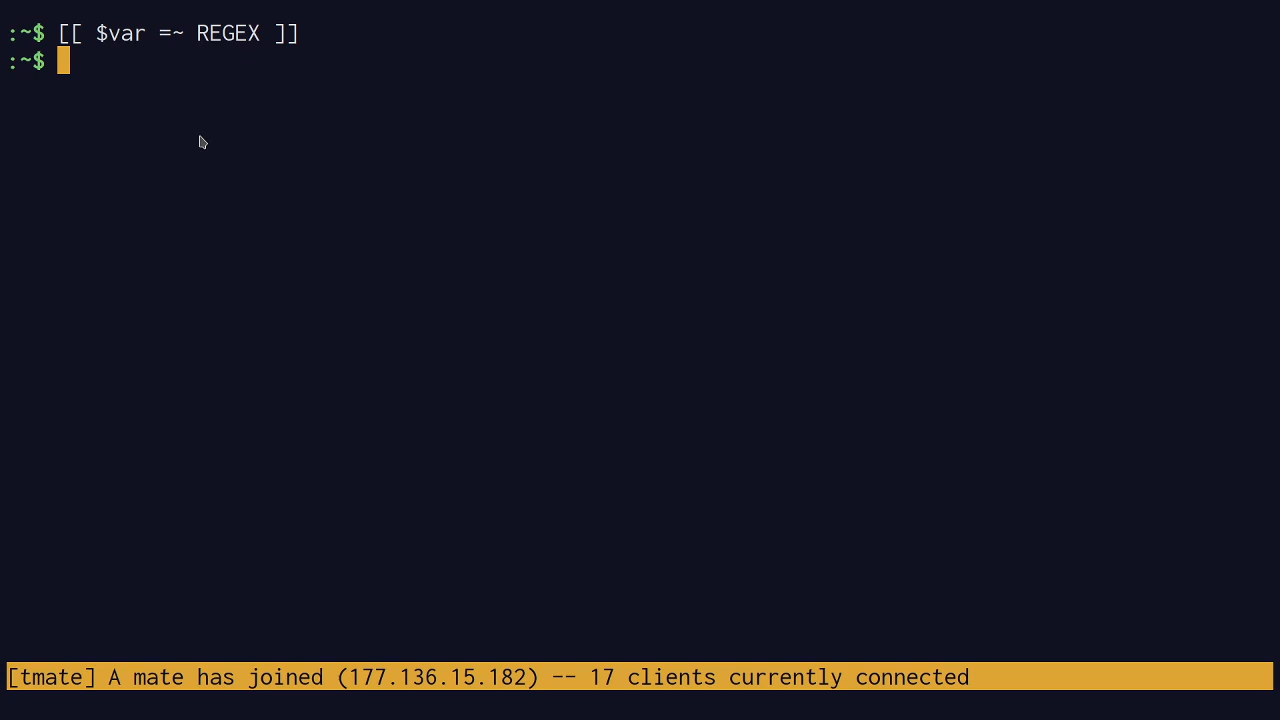 :~$ [[ $var =~ REGEX ]]
:~$
[tmate] A mate has joined (177.136.15.182) -- 17 clients currently connected